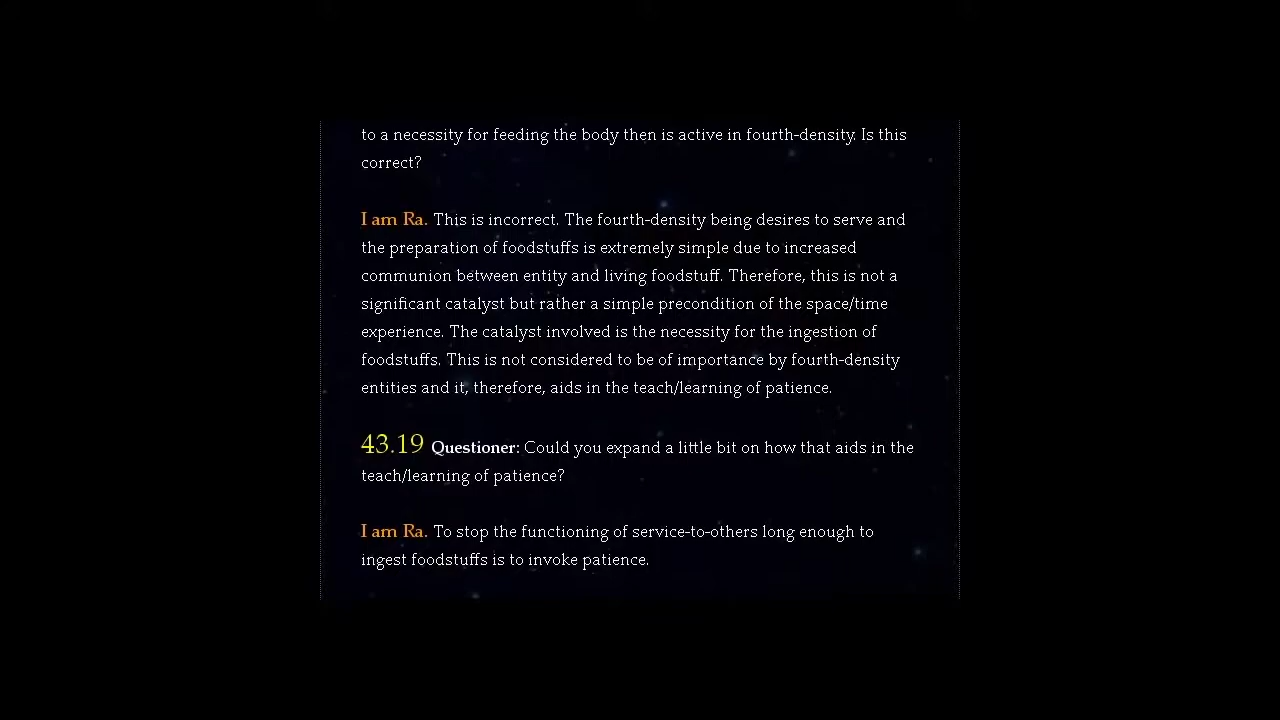 to a necessity for feeding the body then is active in fourth-density. Is this
correct?
I am Ra. This is incorrect. The fourth-density being desires to serve and
the preparation of foodstuffs is extremely simple due to increased
communion between entity and living foodstuff. Therefore, this is not a
significant catalyst but rather a simple precondition of the space/time
experience. The catalyst involved is the necessity for the ingestion of
foodstuffs. This is not considered to be of importance by fourth-density
entities and it, therefore, aids in the teach/learning of patience.
43.19 Questioner: Could you expand a little bit on how that aids in the
teach/learning of patience?
I am Ra. To stop the functioning of service-to-others long enough to
ingest foodstuffs is to invoke patience.